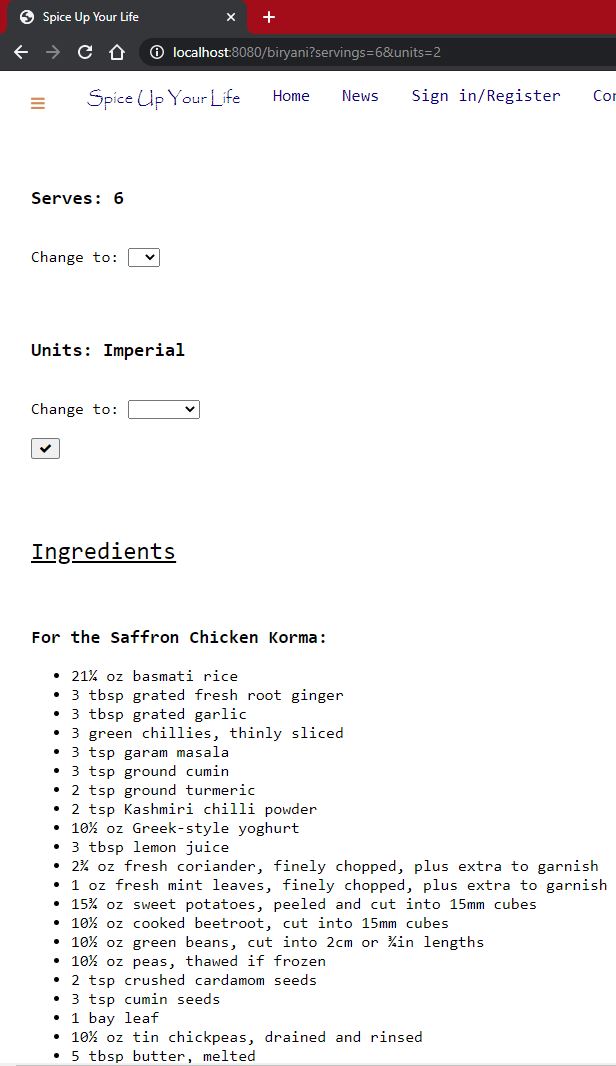 Spice Up Your Life
localhost:8080/biryani?servings=6&units=2
Spice Up Your Life Home News Sign in/Register
Serves: 6
Change to:
Units: Imperial
Change to:
Ingredients
For the Saffron Chicken Korma:
• 21¼ oz basmati rice
• 3 tbsp grated fresh root ginger
• 3 tbsp grated garlic
• 3 green chillies, thinly sliced
• 3 tsp garam masala
• 3 tsp ground cumin
• 2 tsp ground turmeric
• 2 tsp Kashmiri chilli powder
• 10½ oz Greek-style yoghurt
• 3 tbsp lemon juice
• 2¾ oz fresh coriander, finely chopped, plus extra to garnish
• 1 oz fresh mint leaves, finely chopped, plus extra to garnish
• 15¾ oz sweet potatoes, peeled and cut into 15mm cubes
• 10½ oz cooked beetroot, cut into 15mm cubes
• 10½ oz green beans, cut into 2cm or ¾in lengths
• 10½ oz peas, thawed if frozen
• 2 tsp crushed cardamom seeds
• 3 tsp cumin seeds
• 1 bay leaf
• 10½ oz tin chickpeas, drained and rinsed
• 5 tbsp butter, melted